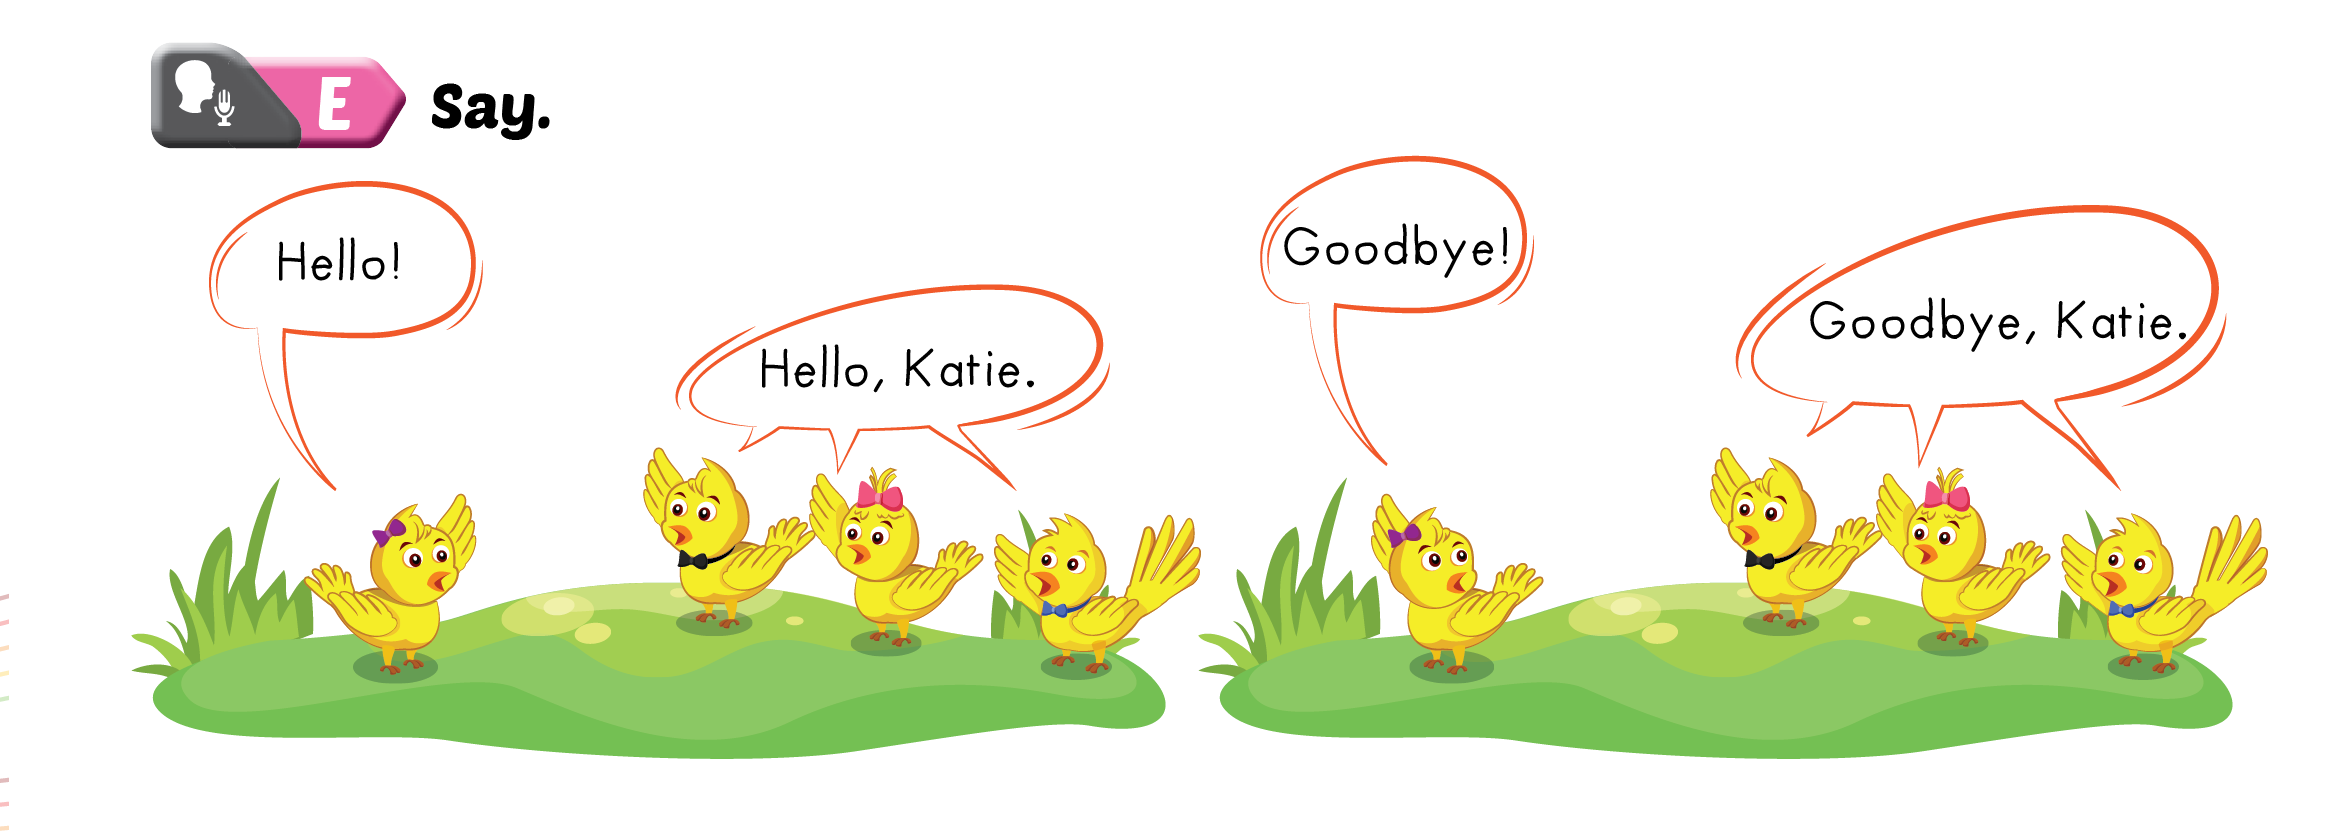 E Say.
Hello!
Hello, Katie.
Goodbye!
Goodbye, Katie.